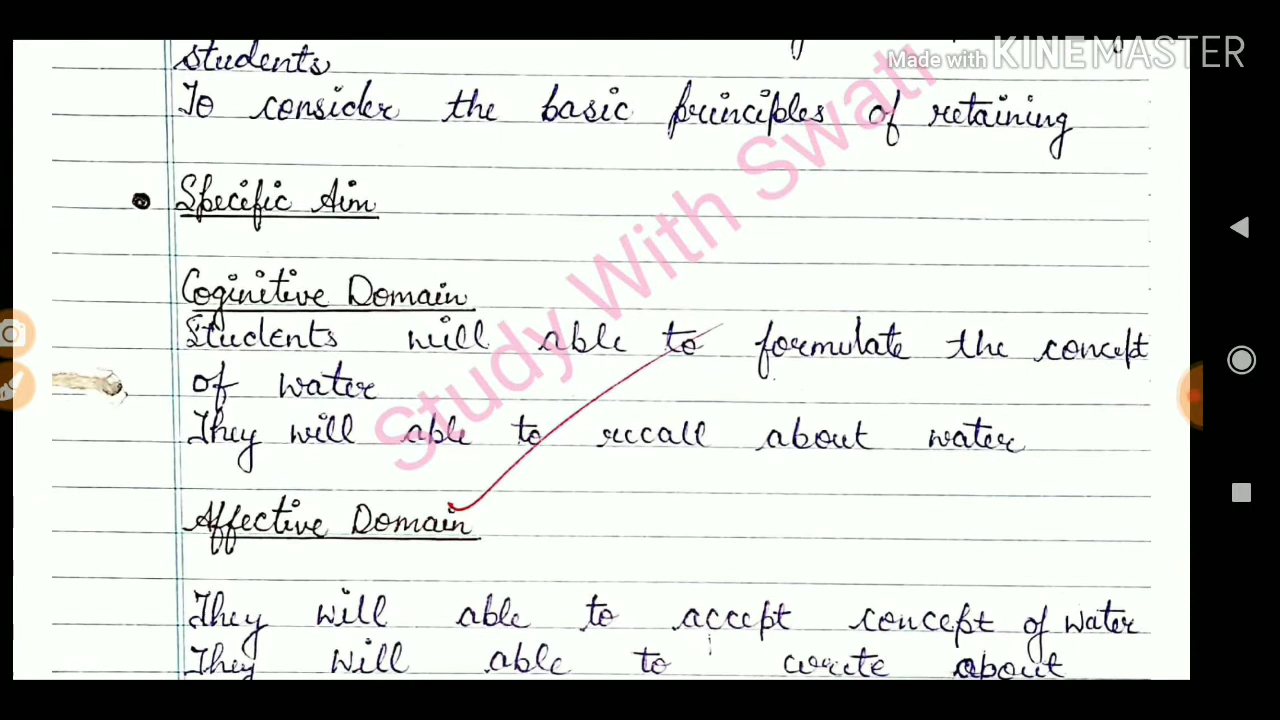 Made with KINEMASTER
students
To consider the basic principles of retaining
Specific Aim
Coginitive Domain
Students will able to formulate the concept
of water
They will able to recall about water
Affective Domain
They will able to accept concept of water
They will able to write about
Study With Swati